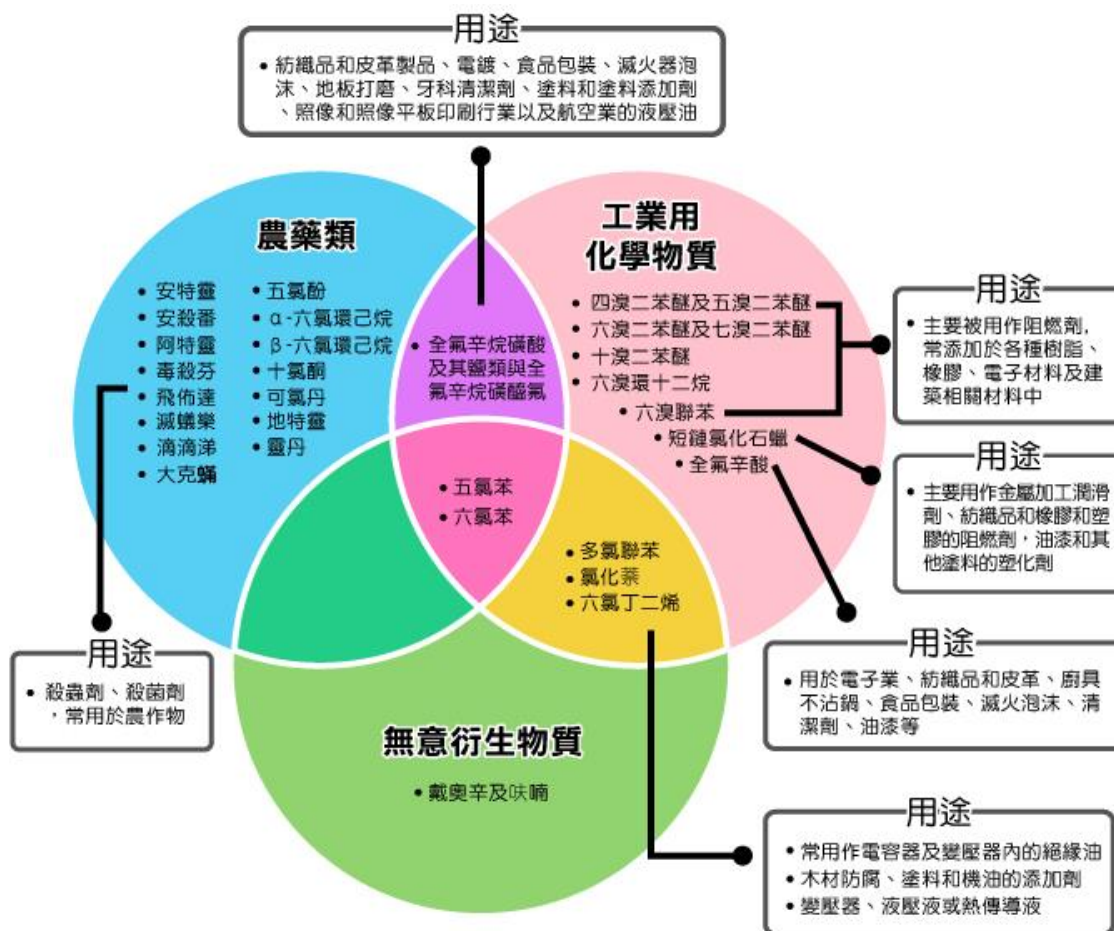 用途
• 紡織品和皮革製品、電鍍、食品包裝、滅火器泡
沫、地板打磨、牙科清潔劑、塗料和塗料添加劑
、照像和照像平板印刷行業以及航空業的液壓油
農藥類
• 安特靈
• 安殺番
• 阿特靈
• 毒殺芬
• 飛佈達
• 滅蟻樂
• 滴滴涕
• 大克蟎
• 五氯酚
• α-六氯環己烷
• β-六氯環己烷
• 十氯酮
• 可氯丹
• 地特靈
• 靈丹
• 全氟辛烷磺酸
及其鹽類與全
氟辛烷磺醯氟
工業用
化學物質
• 四溴二苯醚及五溴二苯醚
• 六溴二苯醚及七溴二苯醚
• 十溴二苯醚
• 六溴環十二烷
• 六溴聯苯
• 短鏈氯化石蠟
• 全氟辛酸
用途
• 主要被用作阻燃劑,
常添加於各種樹脂、
橡膠、電子材料及建
築相關材料中
用途
• 主要用作金屬加工潤滑
劑、紡織品和橡膠和塑
膠的阻燃劑，油漆和其
他塗料的塑化劑
• 五氯苯
• 六氯苯
• 多氯聯苯
• 氯化萘
• 六氯丁二烯
用途
• 殺蟲劑、殺菌劑
，常用於農作物
用途
• 用於電子業、紡織品和皮革、廚具
不沾鍋、食品包裝、滅火泡沫、清
潔劑、油漆等
無意衍生物質
• 戴奧辛及呋喃
用途
• 常用作電容器及變壓器內的絕緣油
• 木材防腐、塗料和機油的添加劑
• 變壓器、液壓液或熱傳導液